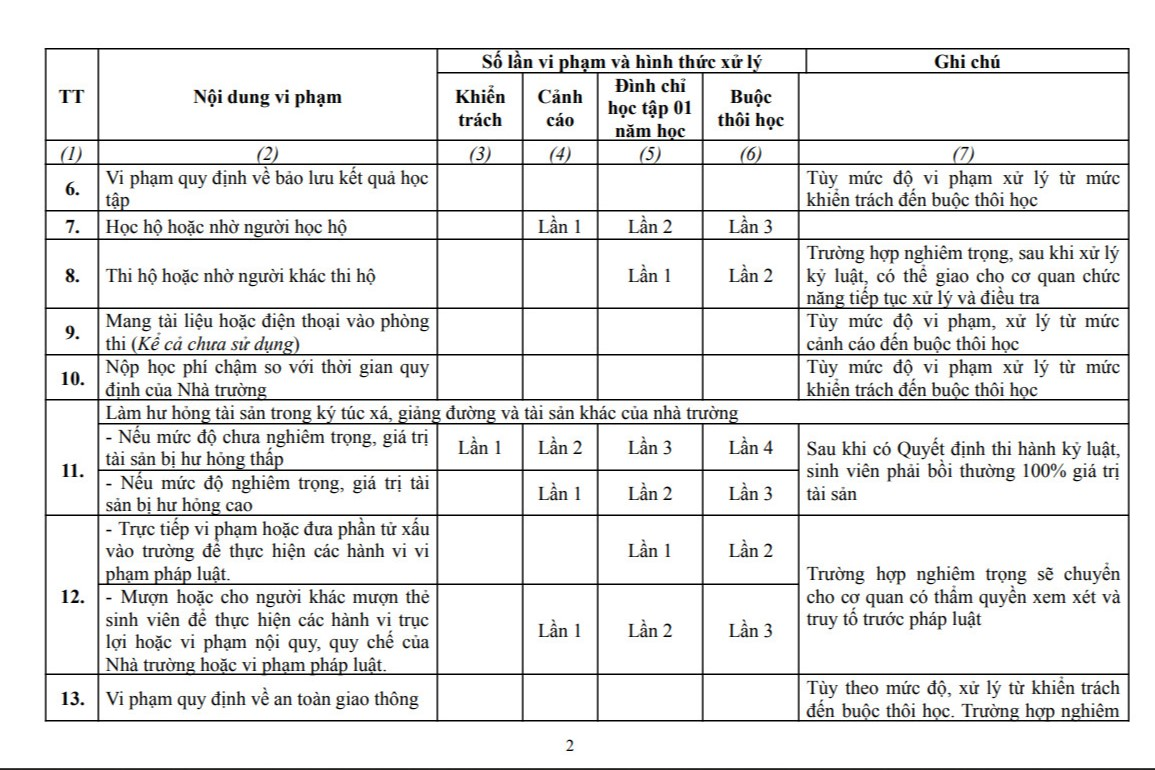 Số lần vi phạm và hình thức xử lý
Ghi chú
TT
Nội dung vi phạm
Khiển
trách
Cảnh
cáo
Đình chỉ
học tập 01
năm học
Buộc
thôi học
(1)
(2)
(3)
(4)
(5)
(6)
(7)
6.
Vi phạm quy định về bảo lưu kết quả học
tập
Tùy mức độ vi phạm xử lý từ mức
khiển trách đến buộc thôi học
7.
Học hộ hoặc nhờ người học hộ
Lần 1
Lần 2
Lần 3
8.
Thi hộ hoặc nhờ người khác thi hộ
Lần 1
Lần 2
Trường hợp nghiêm trọng, sau khi xử lý
kỷ luật, có thể giao cho cơ quan chức
năng tiếp tục xử lý và điều tra
9.
Mang tài liệu hoặc điện thoại vào phòng
thi (Kể cả chưa sử dụng)
Tùy mức độ vi phạm, xử lý từ mức
cảnh cáo đến buộc thôi học
10.
Nộp học phí chậm so với thời gian quy
định của Nhà trường
Tùy mức độ vi phạm xử lý từ mức
khiển trách đến buộc thôi học
11.
Làm hư hỏng tài sản trong ký túc xá, giảng đường và tài sản khác của nhà trường
- Nếu mức độ chưa nghiêm trọng, giá trị
tài sản bị hư hỏng thấp
Lần 1
Lần 2
Lần 3
Lần 4
Sau khi có Quyết định thi hành kỷ luật,
sinh viên phải bồi thường 100% giá trị
tài sản
- Nếu mức độ nghiêm trọng, giá trị tài
sản bị hư hỏng cao
Lần 1
Lần 2
Lần 3
12.
- Trực tiếp vi phạm hoặc đưa phần tử xấu
vào trường để thực hiện các hành vi vi
phạm pháp luật.
Lần 1
Lần 2
Trường hợp nghiêm trọng sẽ chuyển
cho cơ quan có thẩm quyền xem xét và
truy tố trước pháp luật
- Mượn hoặc cho người khác mượn thẻ
sinh viên để thực hiện các hành vi trục
lợi hoặc vi phạm nội quy, quy chế của
Nhà trường hoặc vi phạm pháp luật.
Lần 1
Lần 2
Lần 3
13.
Vi phạm quy định về an toàn giao thông
Tùy theo mức độ, xử lý từ khiển trách
đến buộc thôi học. Trường hợp nghiêm
2